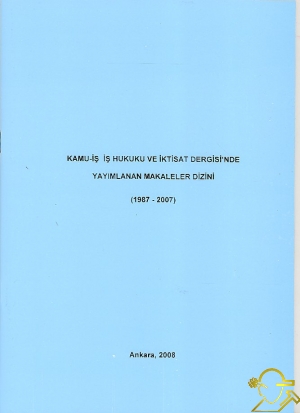 KAMU-İŞ İŞ HUKUKU VE İKTİSAT DERGİSİ'NDE
YAYIMLANAN MAKALELER DİZİNİ
(1987 - 2007)
Ankara, 2008